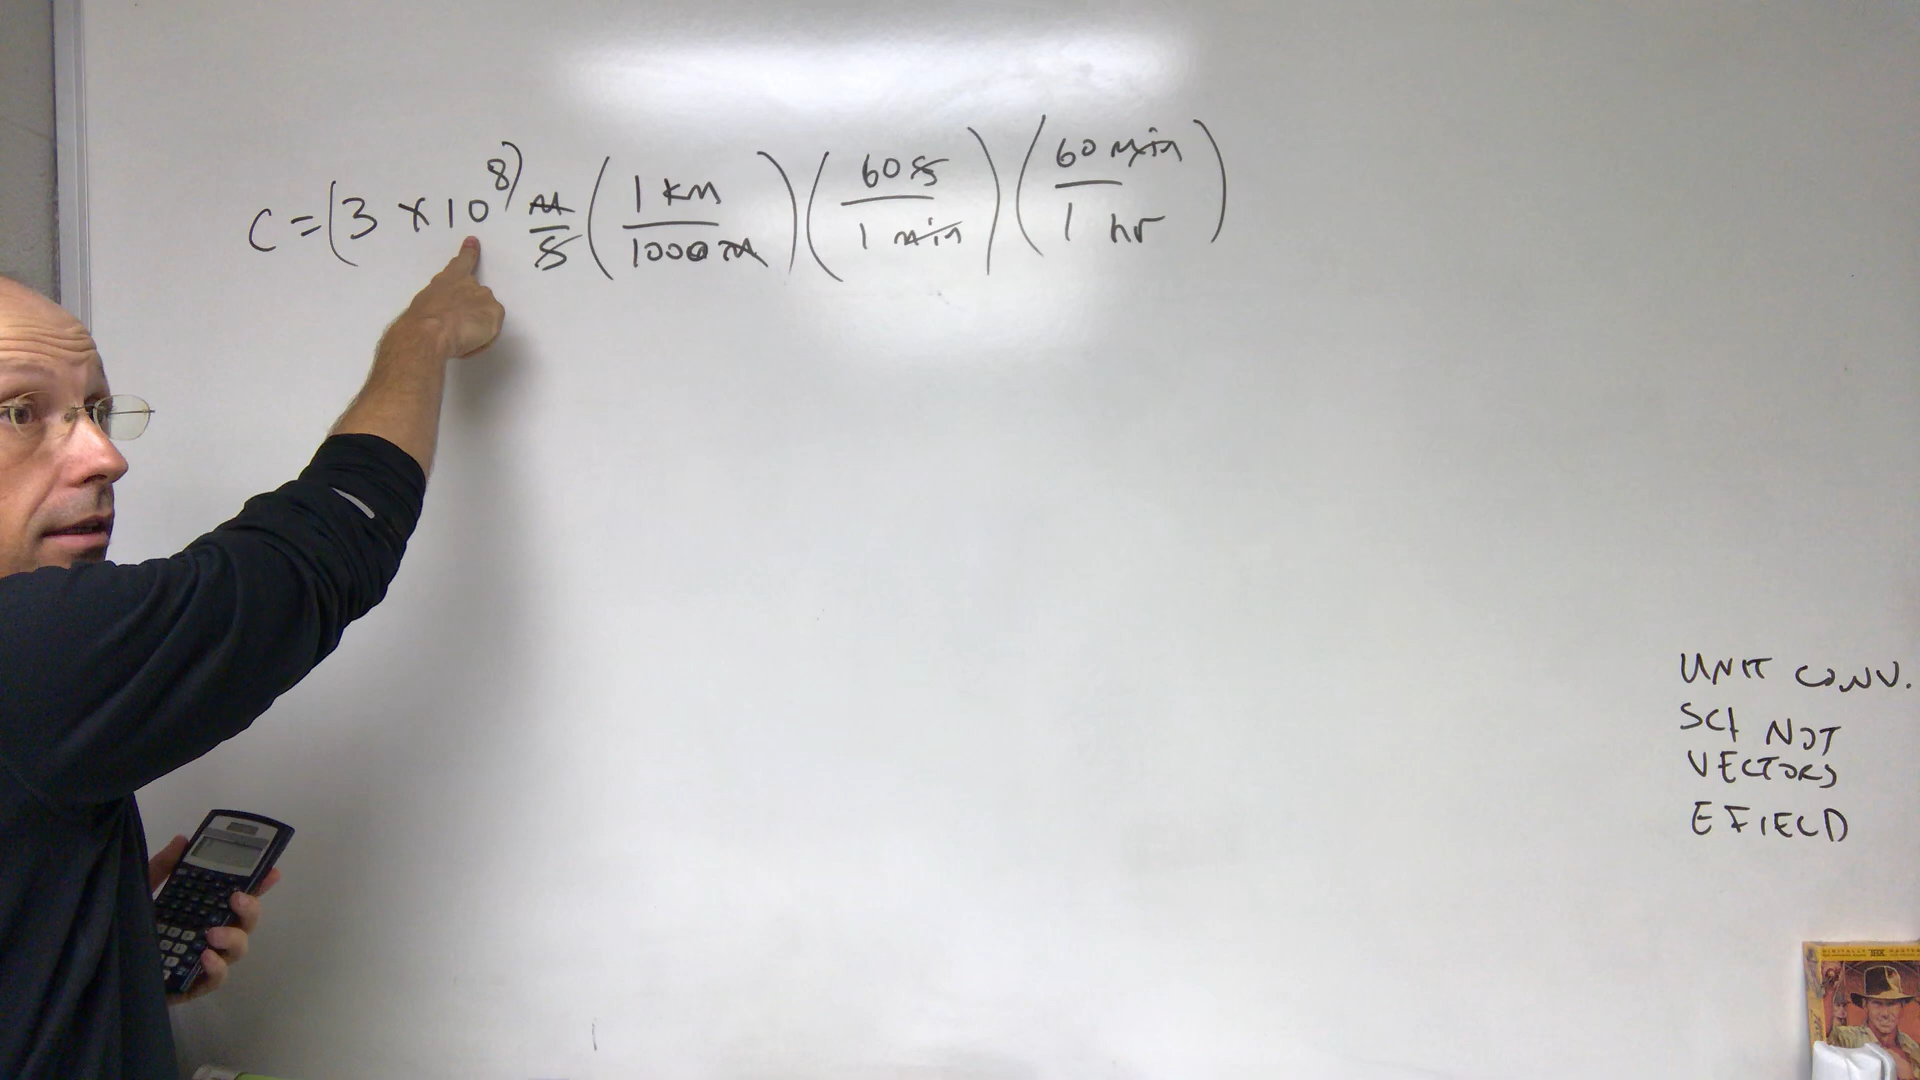 C = (3 × 10⁸) m/s (1 km / 1000 m) (60 s / 1 min) (60 min / 1 hr)
UNIT CONV.
SCI NOT
VECTORS
E FIELD